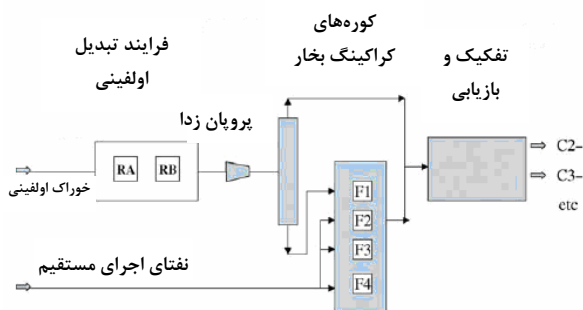 فرایند تبدیل
اولفینی
کوره‌های
کراکینگ بخار
تفکیک و
بازیابی
پروپان زدا
RA
RB
خوراک اولفینی
F1
F2
F3
F4
C2-
C3-
etc
نفتای اجرای مستقیم